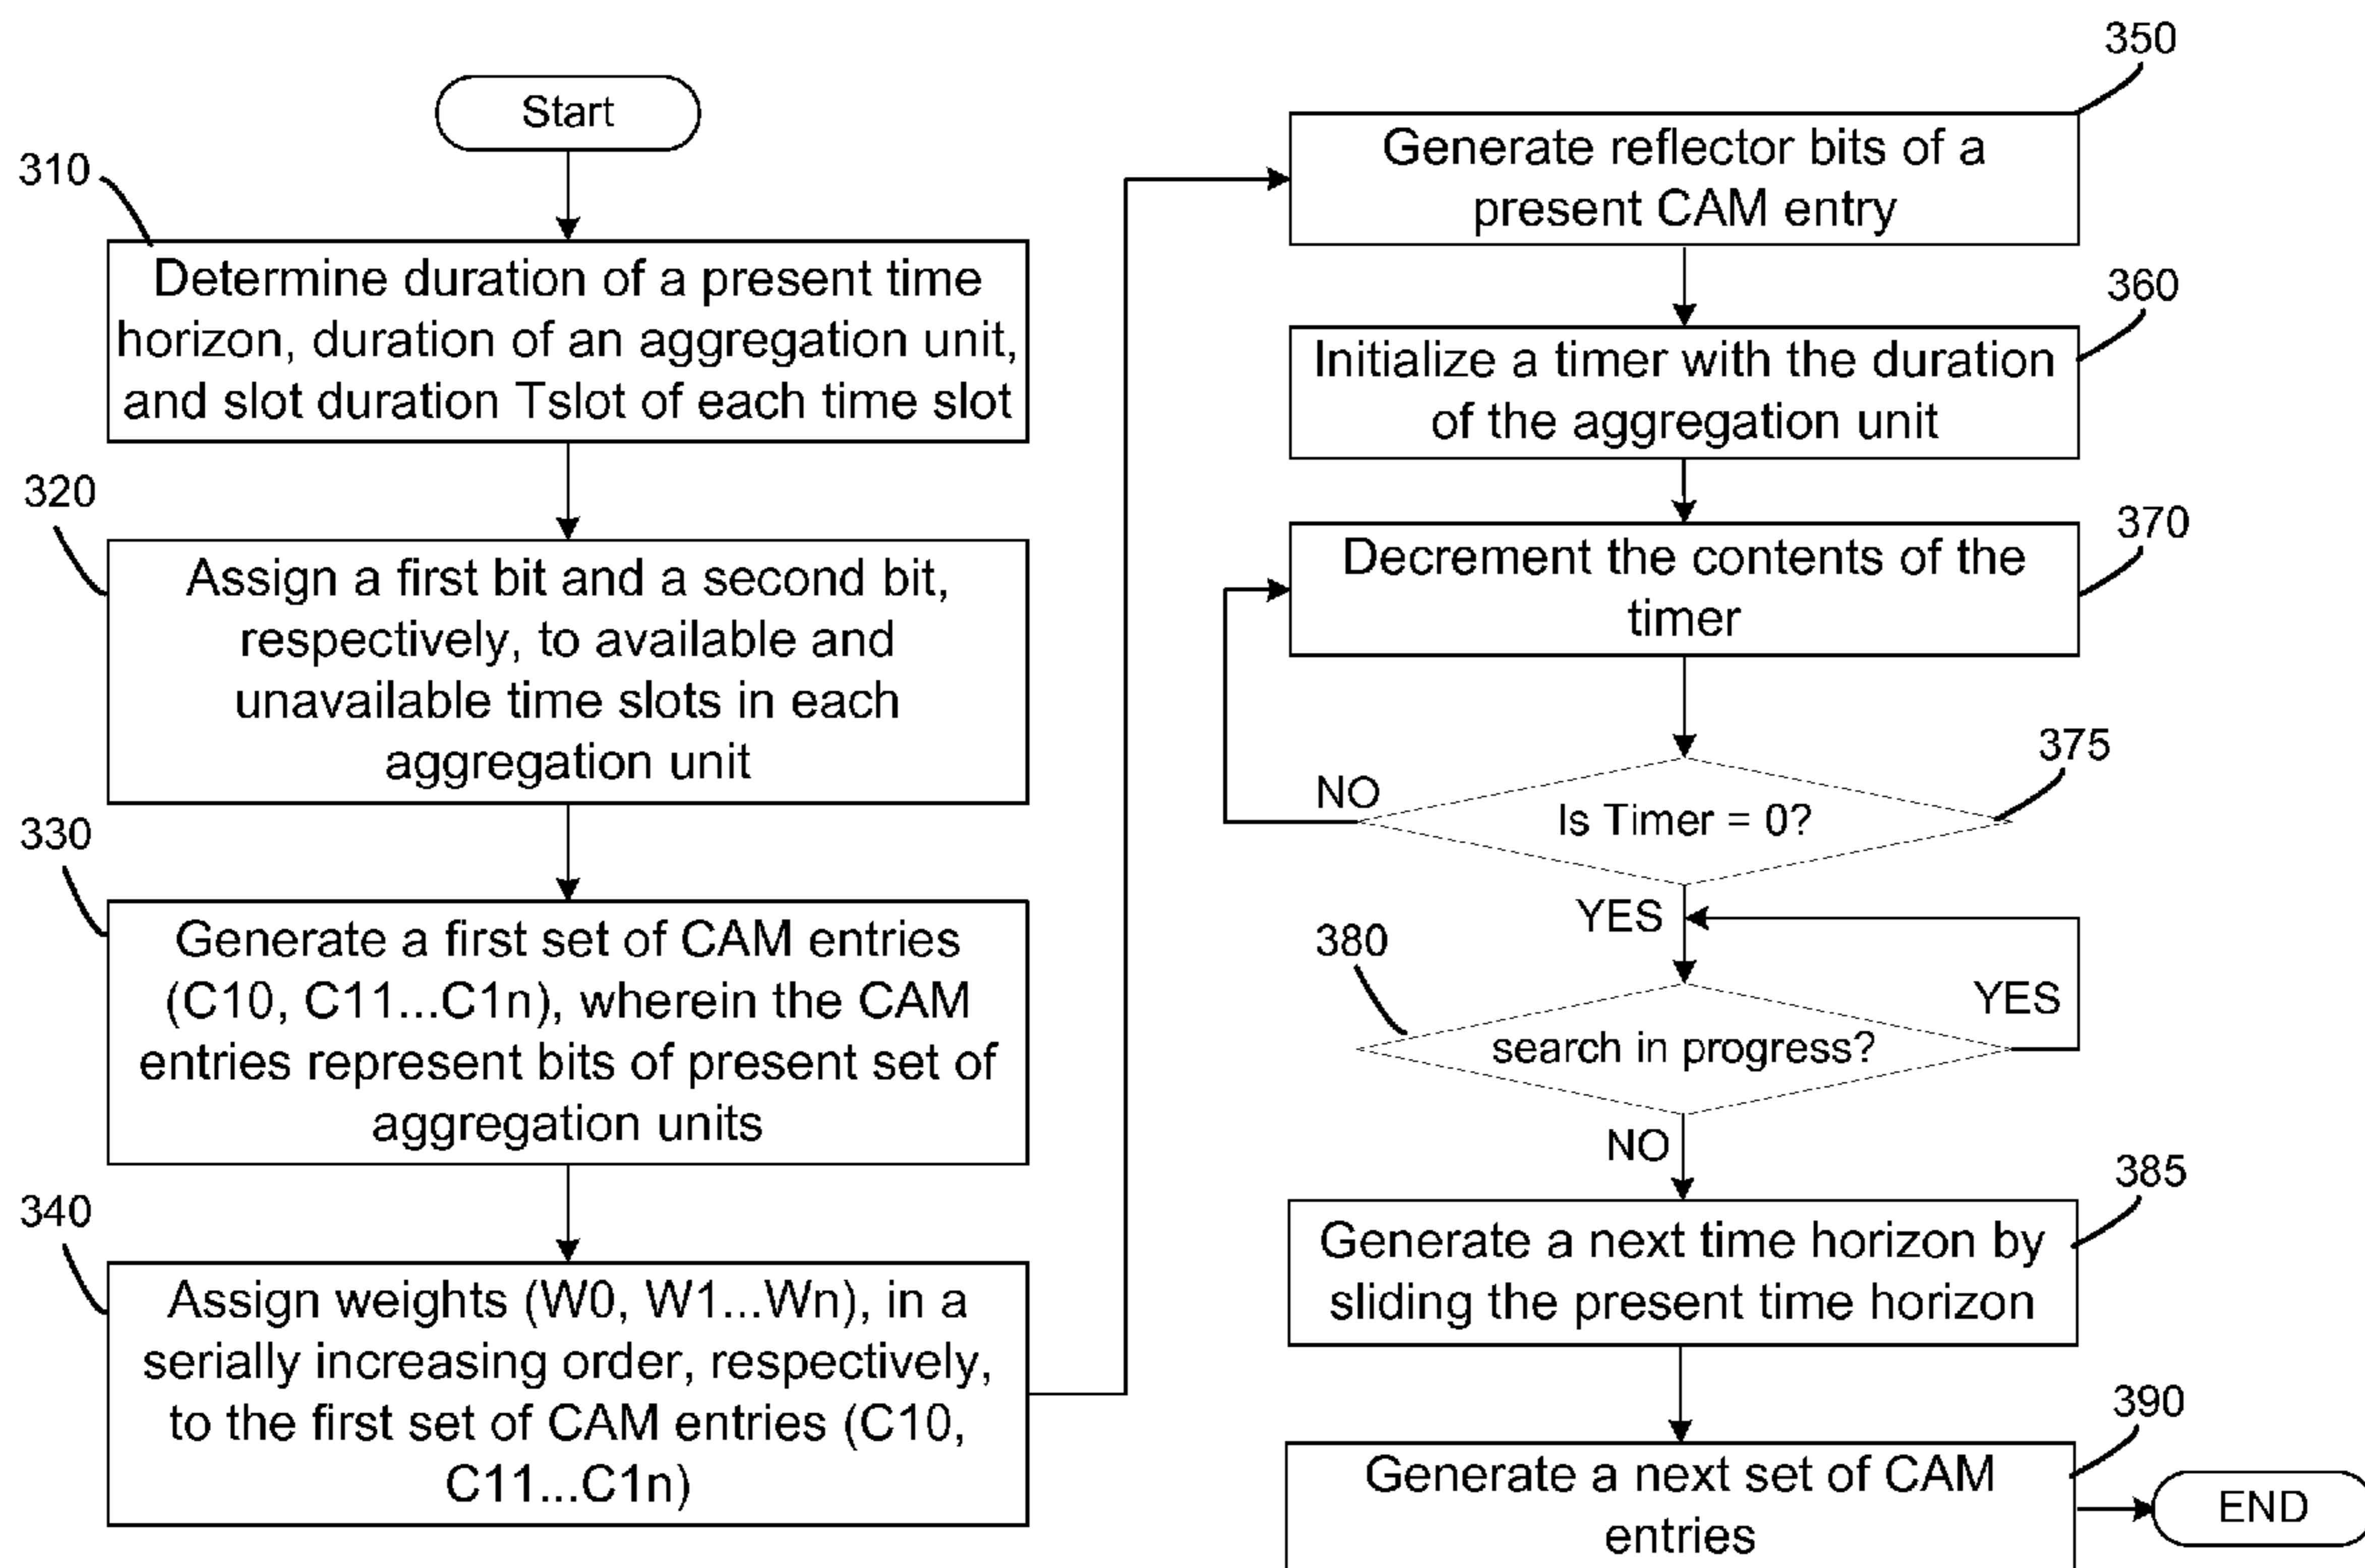 Start
310
Determine duration of a present time
horizon, duration of an aggregation unit,
and slot duration Tslot of each time slot
320
Assign a first bit and a second bit,
respectively, to available and
unavailable time slots in each
aggregation unit
330
Generate a first set of CAM entries
(C10, C11...C1n), wherein the CAM
entries represent bits of present set of
aggregation units
340
Assign weights (W0, W1...Wn), in a
serially increasing order, respectively,
to the first set of CAM entries (C10,
C11...C1n)
350
Generate reflector bits of a
present CAM entry
360
Initialize a timer with the duration
of the aggregation unit
370
Decrement the contents of the
timer
375
NO
Is Timer = 0?
YES
380
YES
search in progress?
NO
385
Generate a next time horizon by
sliding the present time horizon
390
Generate a next set of CAM
entries
END